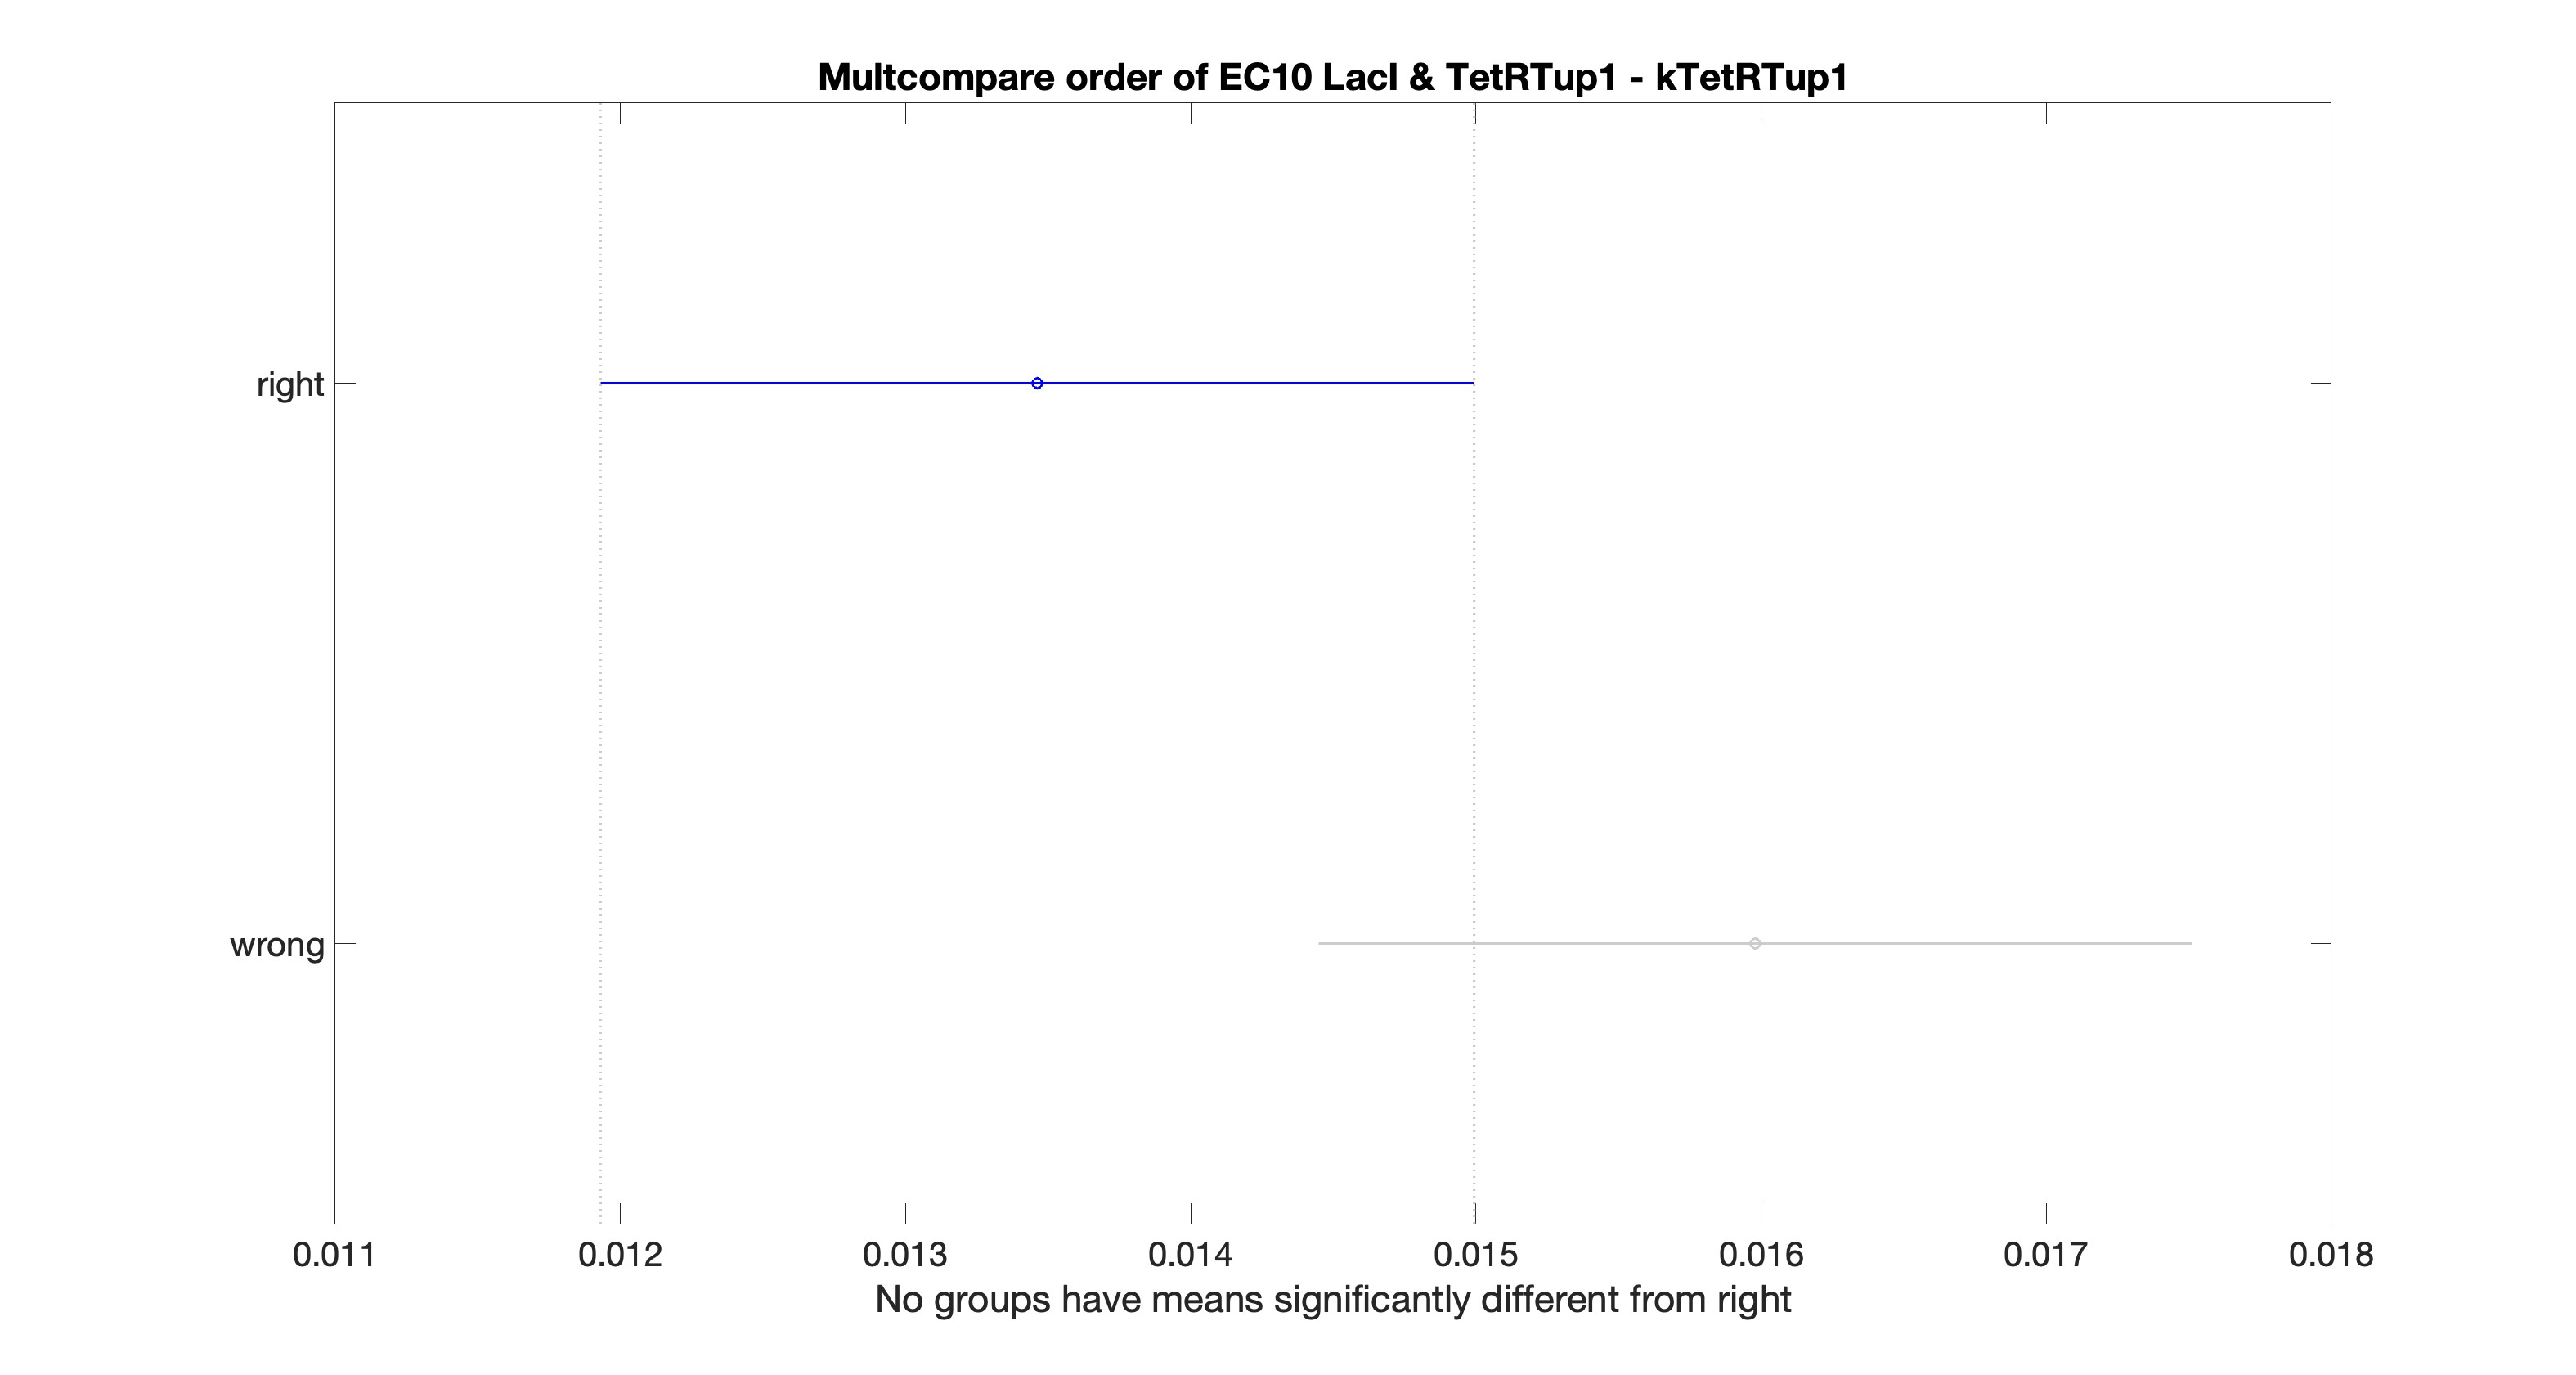 Multcompare order of EC10 LacI & TetRTup1 - kTetRTup1
right
wrong
0.011 0.012 0.013 0.014 0.015 0.016 0.017 0.018
No groups have means significantly different from right